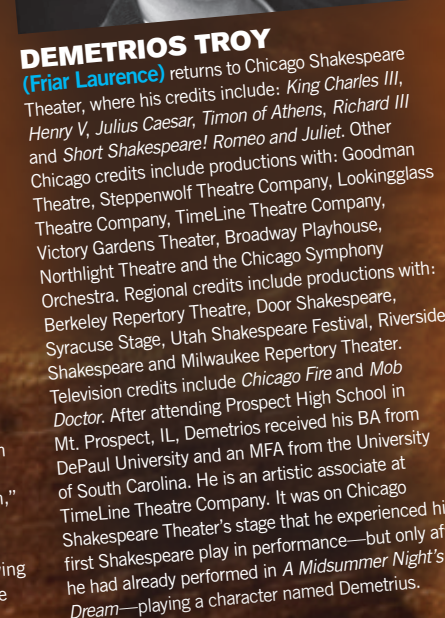 DEMETRIOS TROY
(Friar Laurence) returns to Chicago Shakespeare
Theater, where his credits include: King Charles III,
Henry V, Julius Caesar, Timon of Athens, Richard III
and Short Shakespeare! Romeo and Juliet. Other
Chicago credits include productions with: Goodman
Theatre, Steppenwolf Theatre Company, Lookingglass
Theatre Company, TimeLine Theatre Company,
Victory Gardens Theater, Broadway Playhouse,
Northlight Theatre and the Chicago Symphony
Orchestra. Regional credits include productions with:
Berkeley Repertory Theatre, Door Shakespeare,
Syracuse Stage, Utah Shakespeare Festival, Riverside
Shakespeare and Milwaukee Repertory Theater.
Television credits include Chicago Fire and Mob
Doctor. After attending Prospect High School in
Mt. Prospect, IL, Demetrios received his BA from
DePaul University and an MFA from the University
of South Carolina. He is an artistic associate at
TimeLine Theatre Company. It was on Chicago
Shakespeare Theater's stage that he experienced
first Shakespeare play in performance—but only
he had already performed in A Midsummer Night's
Dream—playing a character named Demetrius.